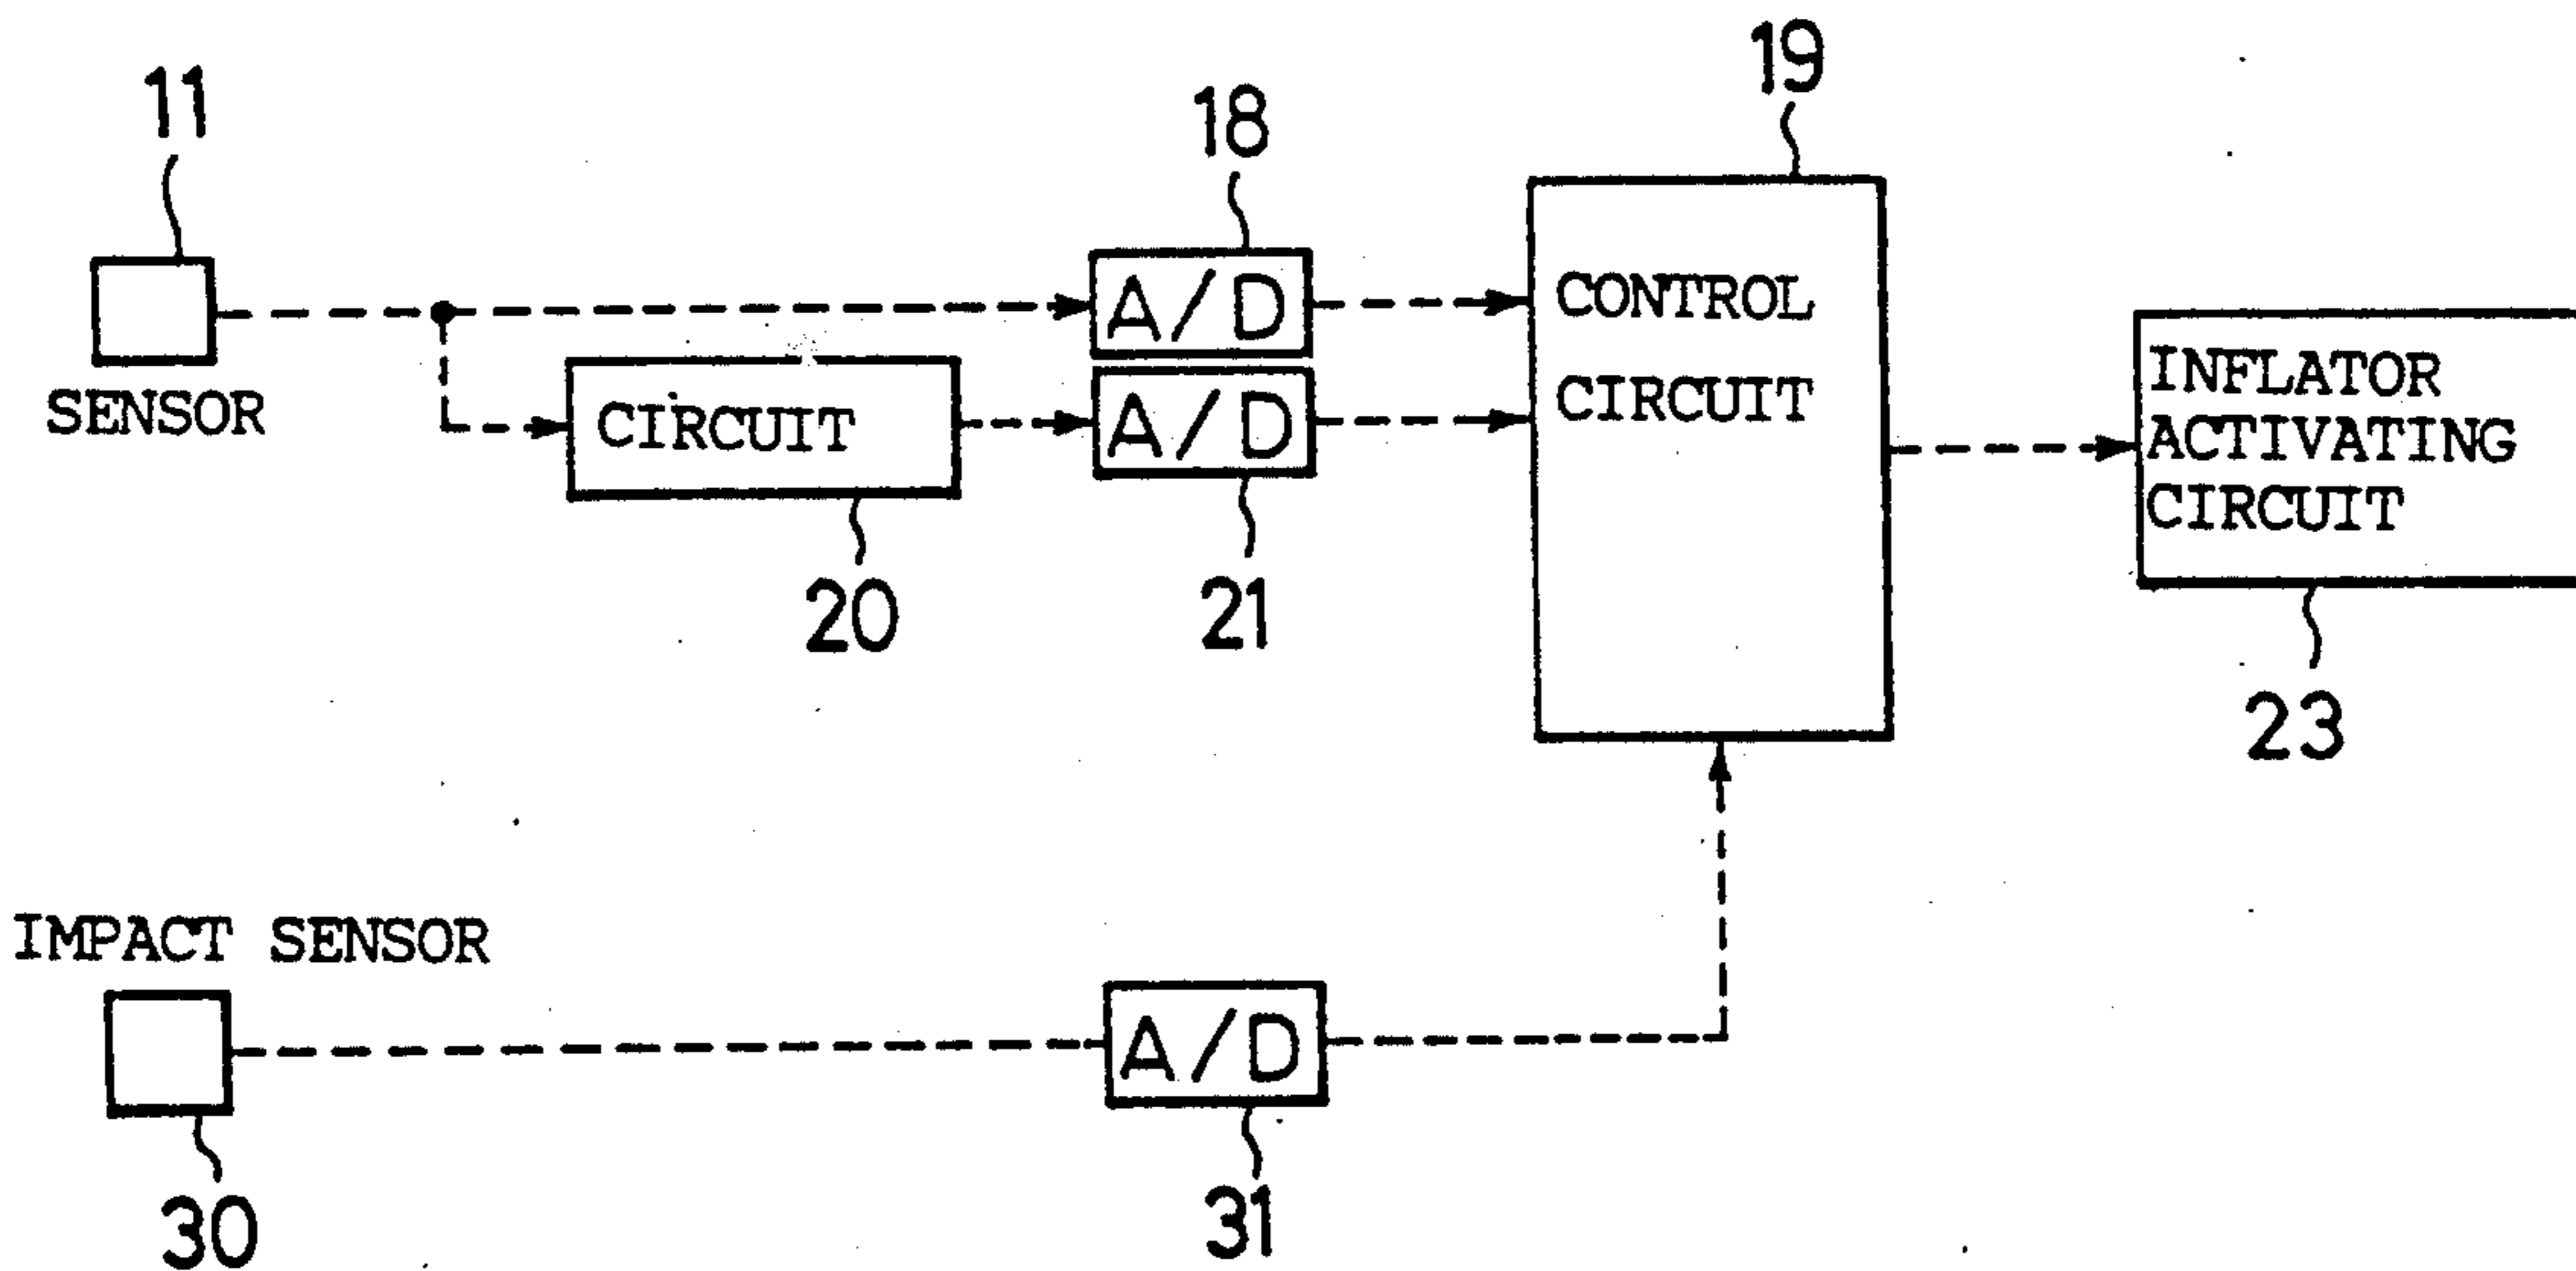 19
11
18
A/D
CONTROL
CIRCUIT
SENSOR
CIRCUIT
A/D
INFLATOR
ACTIVATING
CIRCUIT
20
21
23
IMPACT SENSOR
A/D
30
31